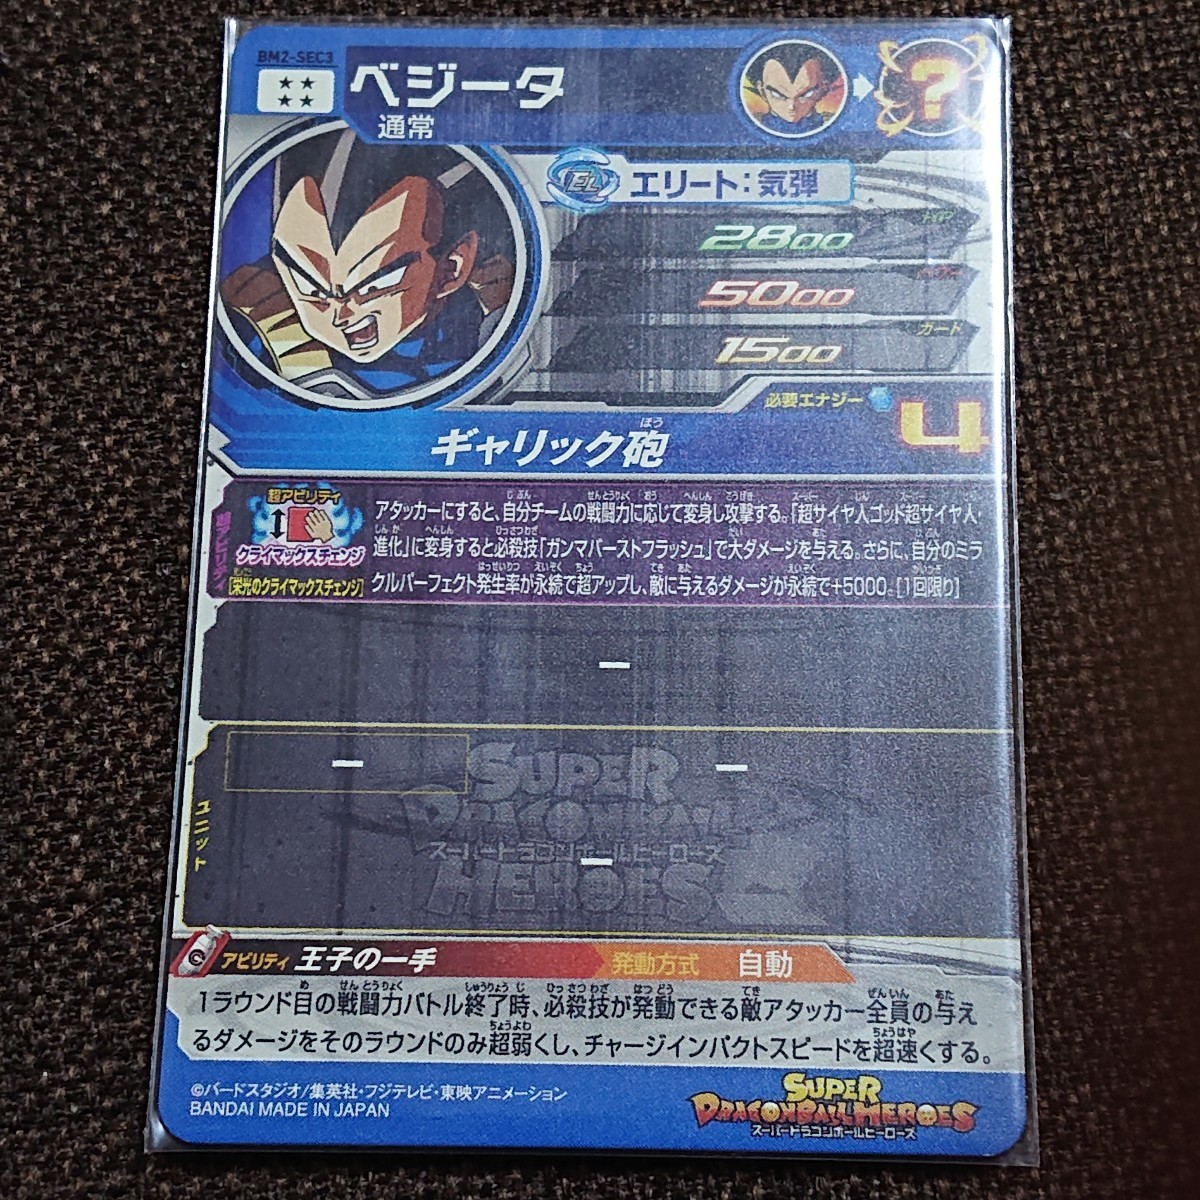 BM2-SEC3
★★
★★
ベジータ
通常
?
EL エリート:気弾
HP
2800
5000
ガード
1500
必要エナジー 4
ギャリック砲
ほう
超アビリティ
超アビリティ
クライマックスチェンジ
[栄光のクライマックスチェンジ]
アタッカーにすると、自分チームの戦闘力に応じて変身し攻撃する。「超サイヤ人ゴッド超サイヤ人・
進化」に変身すると必殺技「ガンマバーストフラッシュ」で大ダメージを与える。さらに、自分のミラ
クルパーフェクト発生率が永続で超アップし、敵に与えるダメージが永続で+5000。[1回限り]
ー
ユニット
ー
ー
ー
SUPER
DRAGONBALL
スーパードラゴンボールヒーローズ
HEROES
アビリティ 王子の一手 発動方式 自動
1ラウンド目の戦闘力バトル終了時、必殺技が発動できる敵アタッカー全員の与え
るダメージをそのラウンドのみ超弱くし、チャージインパクトスピードを超速くする。
©バードスタジオ/集英社・フジテレビ・東映アニメーション
BANDAI MADE IN JAPAN
SUPER
DRAGONBALL HEROES
スーパードラゴンボールヒーローズ